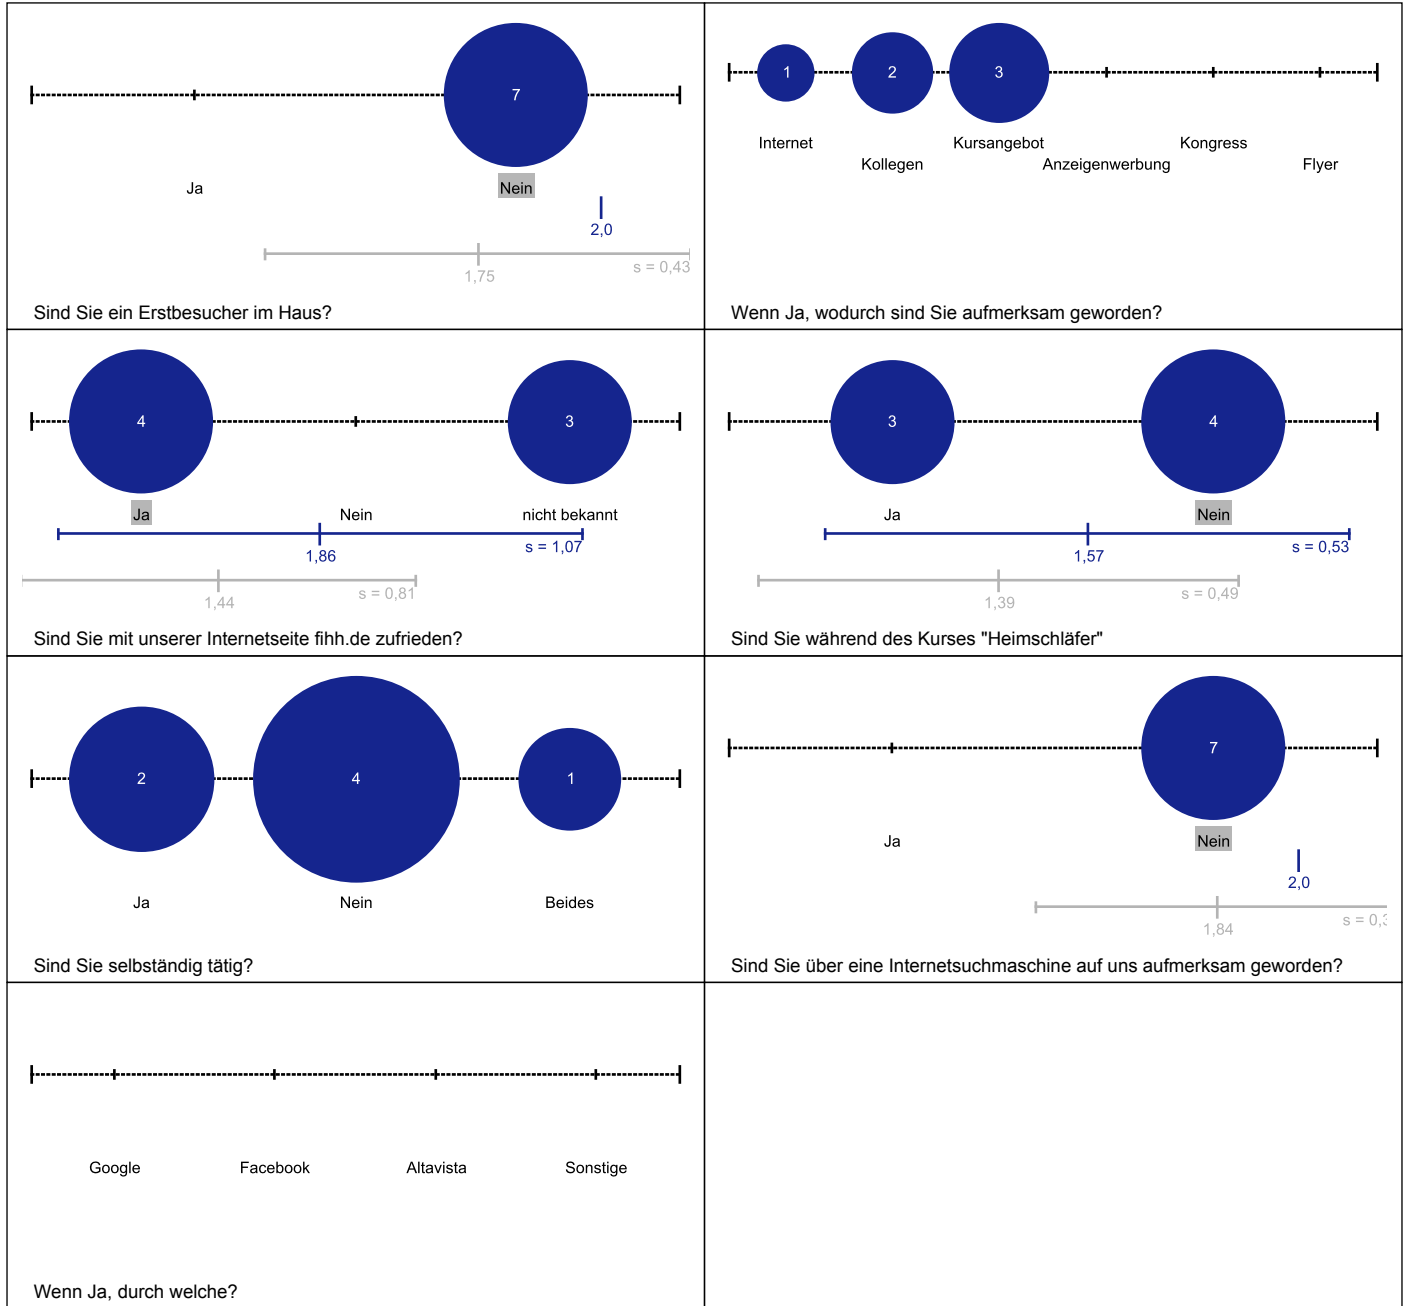 7
Ja
Nein
2,0
s = 0,43
1,75
Sind Sie ein Erstbesucher im Haus?
1
2
3
Internet
Kursangebot
Kongress
Kollegen
Anzeigenwerbung
Flyer
Wenn Ja, wodurch sind Sie aufmerksam geworden?
4
3
Ja
Nein
nicht bekannt
s = 1,07
1,86
s = 0,81
1,44
Sind Sie mit unserer Internetseite fihh.de zufrieden?
3
4
Ja
Nein
s = 0,53
1,57
s = 0,49
1,39
Sind Sie während des Kurses "Heimschläfer"
2
4
1
Ja
Nein
Beides
Sind Sie selbständig tätig?
7
Ja
Nein
2,0
s = 0,3
1,84
Sind Sie über eine Internetsuchmaschine auf uns aufmerksam geworden?
Google
Facebook
Altavista
Sonstige
Wenn Ja, durch welche?